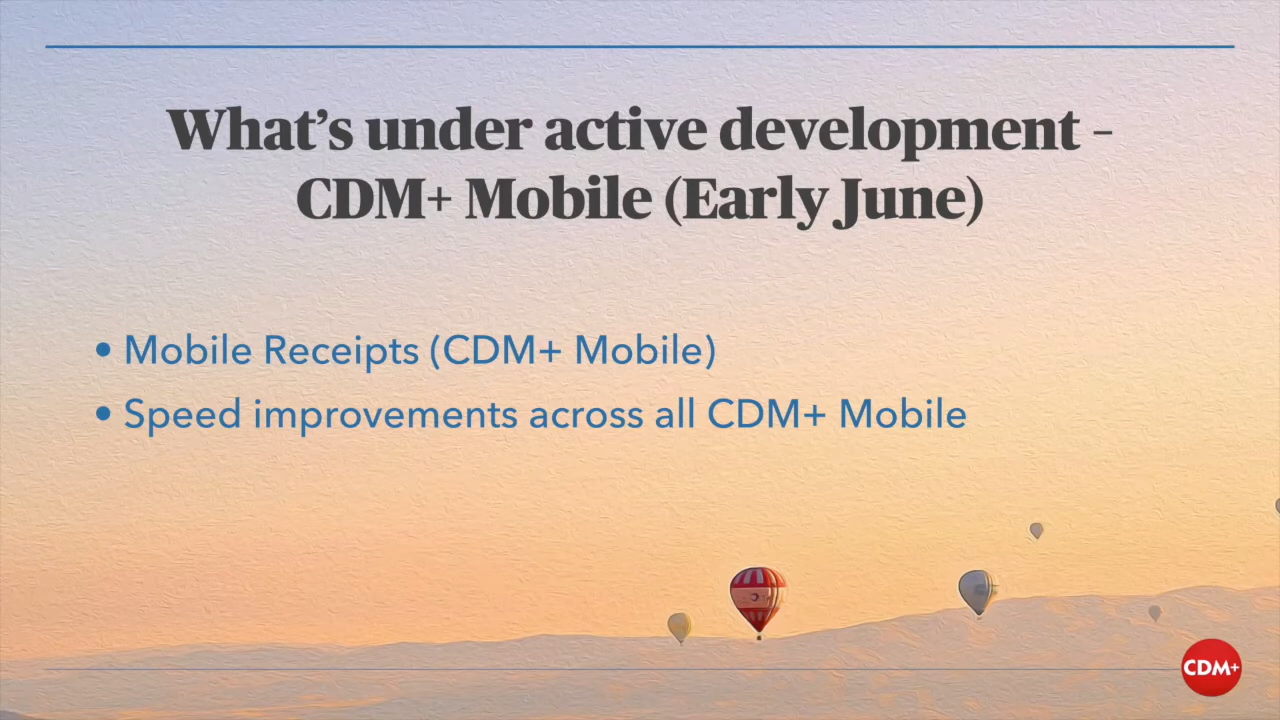 What’s under active development –
CDM+ Mobile (Early June)
• Mobile Receipts (CDM+ Mobile)
• Speed improvements across all CDM+ Mobile
CDM+